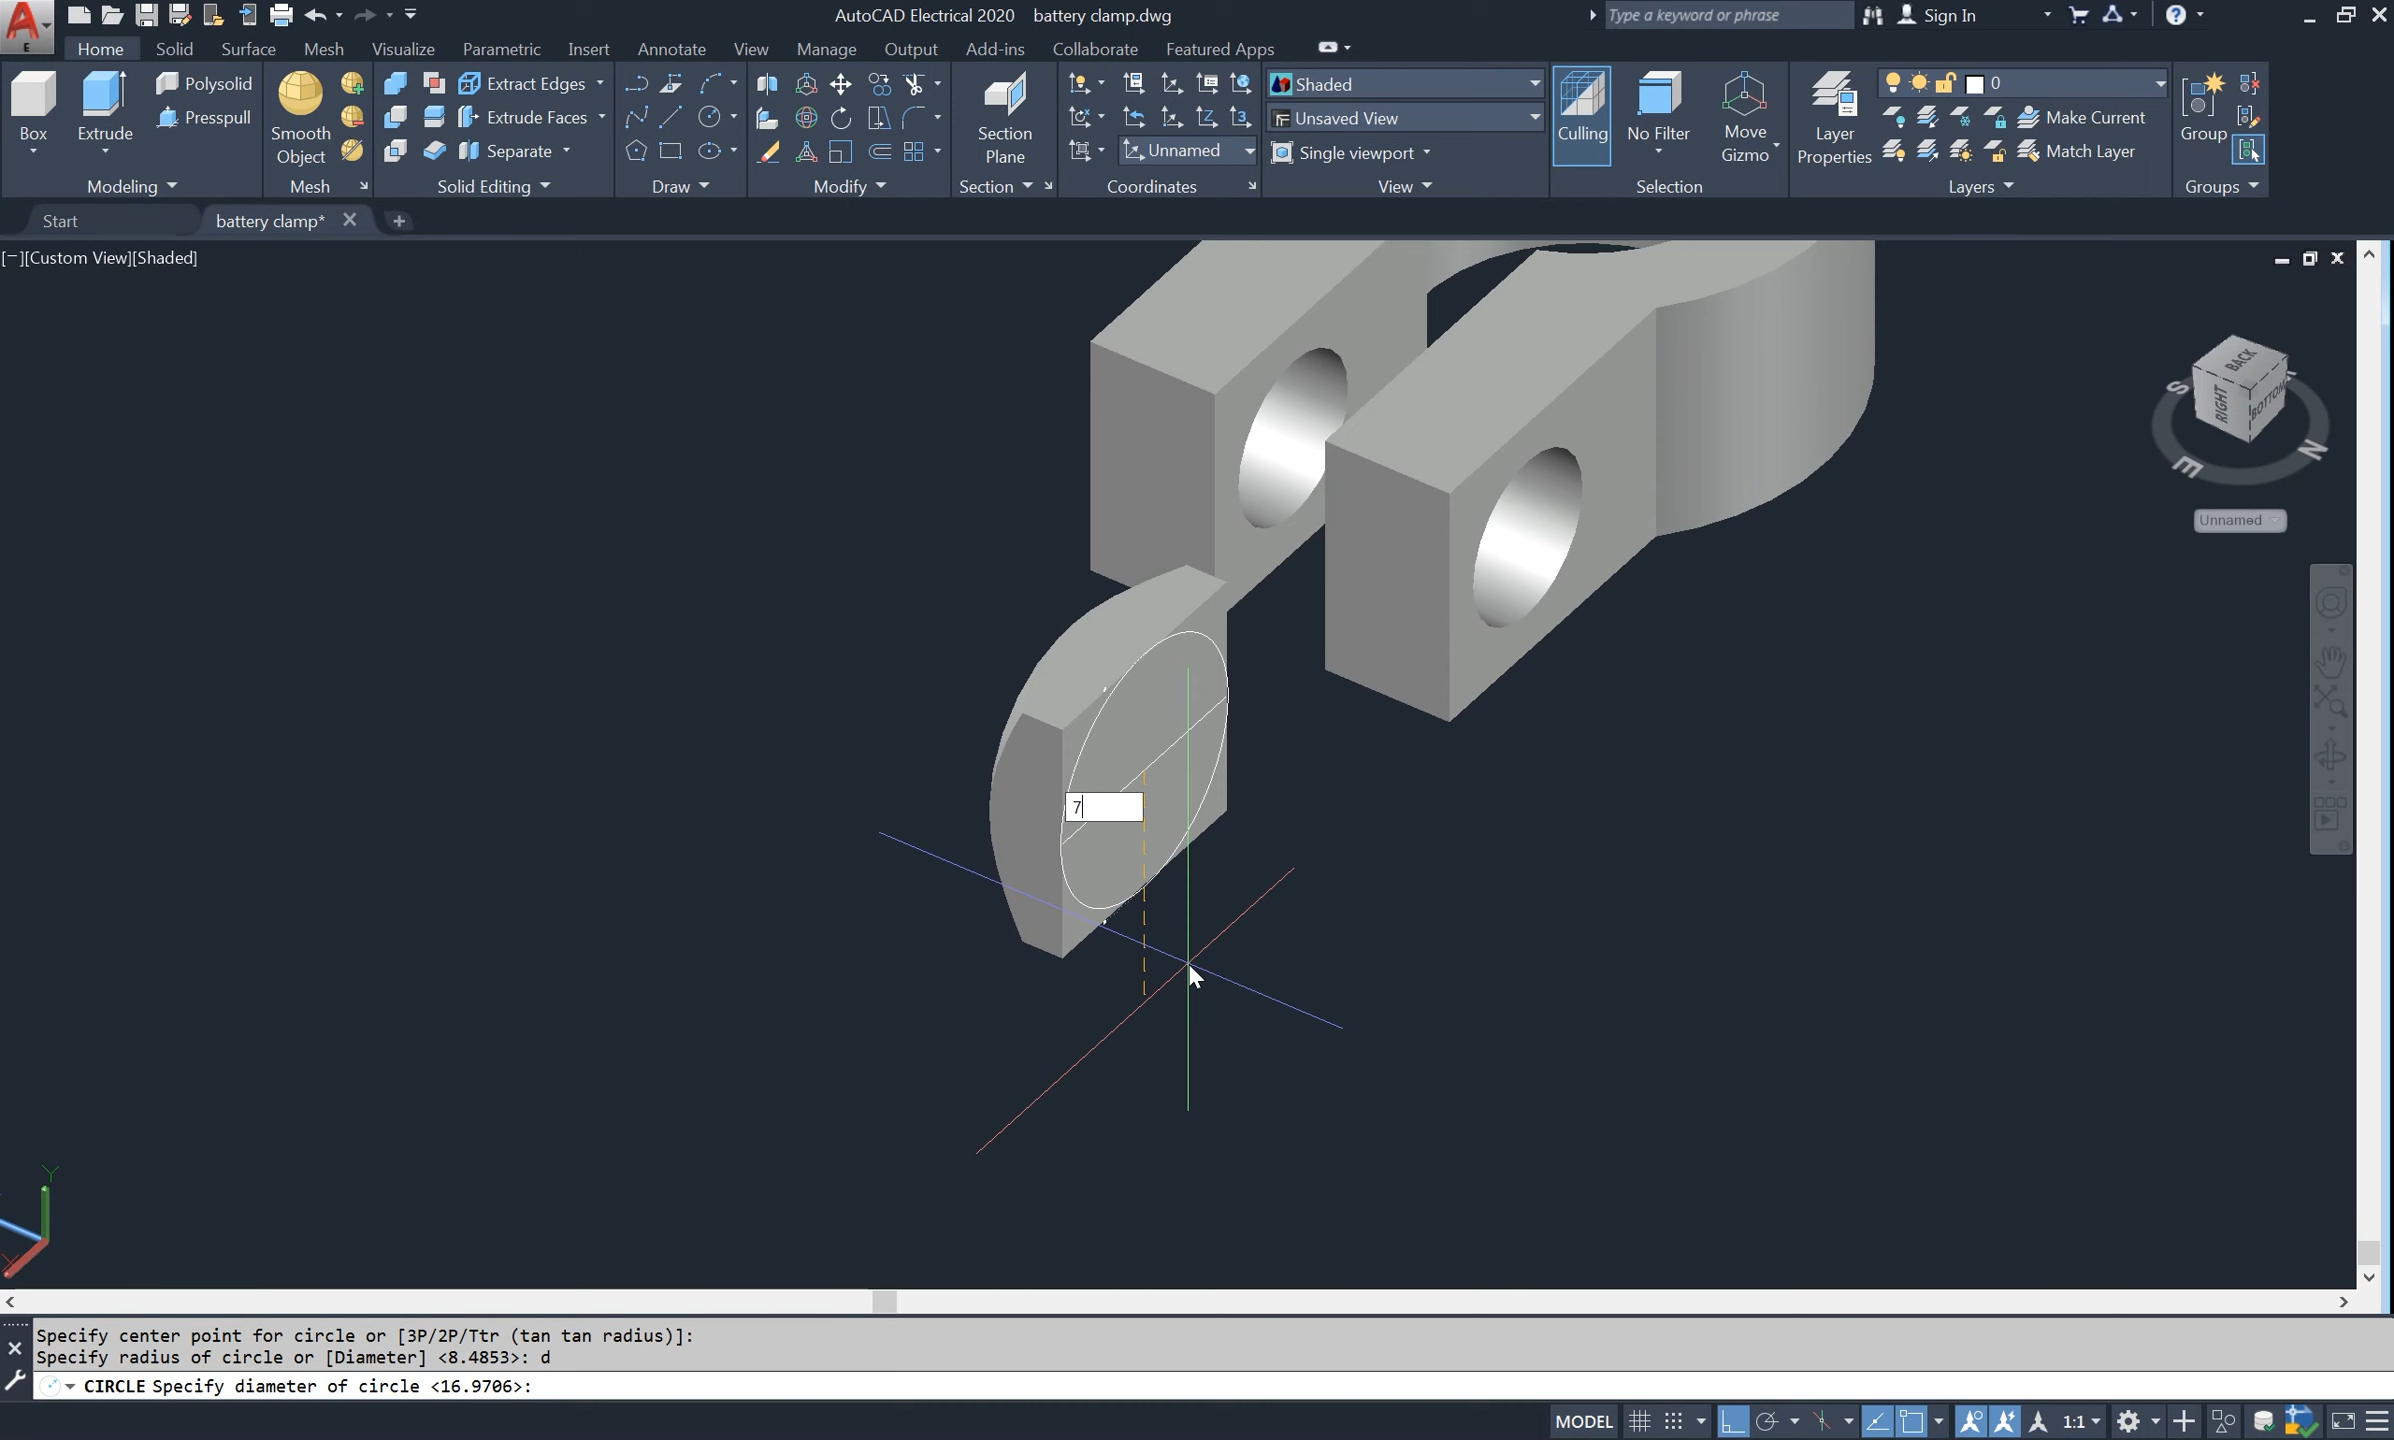 AutoCAD Electrical 2020 battery clamp.dwg
Type a keyword or phrase
Sign In
E
Home Solid Surface Mesh Visualize Parametric Insert Annotate View Manage Output Add-ins Collaborate Featured Apps
Polysolid Extract Edges Shaded 0
Presspull Extrude Faces Unsaved View Make Current
Box Extrude Smooth Object Section Plane Culling No Filter Move Gizmo Layer Properties Group
Separate Unnamed Single viewport Match Layer
Modeling Mesh Solid Editing Draw Modify Section Coordinates View Selection Layers Groups
Start battery clamp*
[−][Custom View][Shaded]
BACK
RIGHT
BOTTOM
S
N
E
Unnamed
7
Y
X
Specify center point for circle or [3P/2P/Ttr (tan tan radius)]:
Specify radius of circle or [Diameter] <8.4853>: d
CIRCLE Specify diameter of circle <16.9706>:
MODEL 1:1